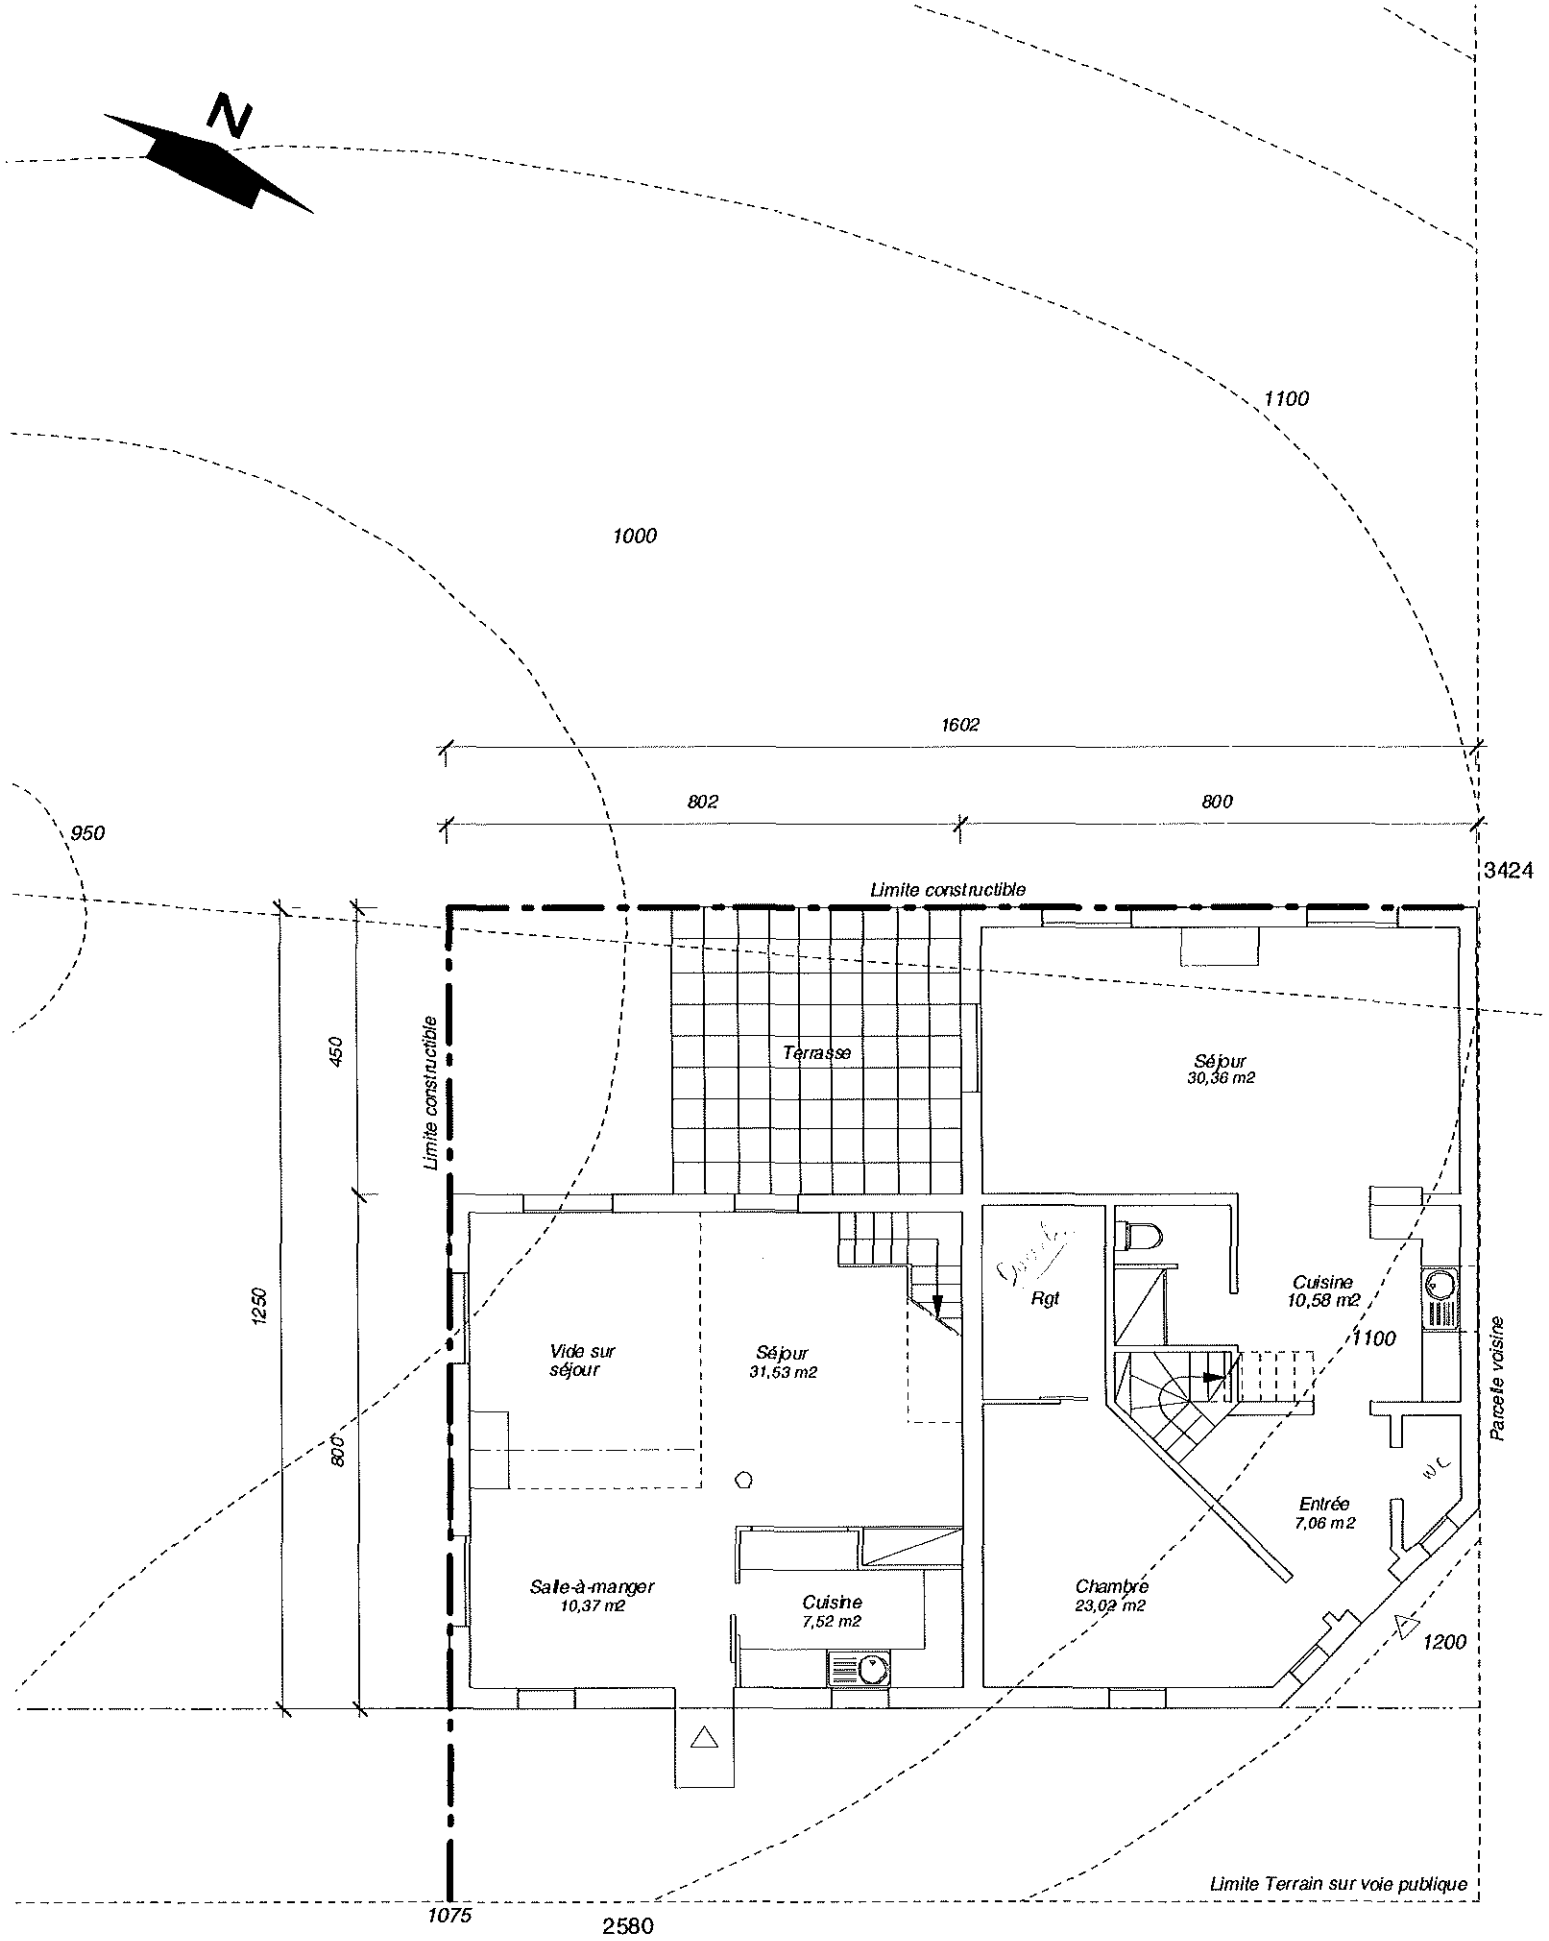 N
1100
1000
1602
802
800
950
3424
Limite constructible
Limite constructible
450
Terrasse
Séjour
30,36 m2
1250
Rgt
Cuisine
10,58 m2
1100
Vide sur
séjour
Séjour
31,53 m2
Parcelle voisine
800
WC
Entrée
7,06 m2
Salle-à-manger
10,37 m2
Cuisine
7,52 m2
Chambre
23,02 m2
1200
Limite Terrain sur voie publique
1075
2580